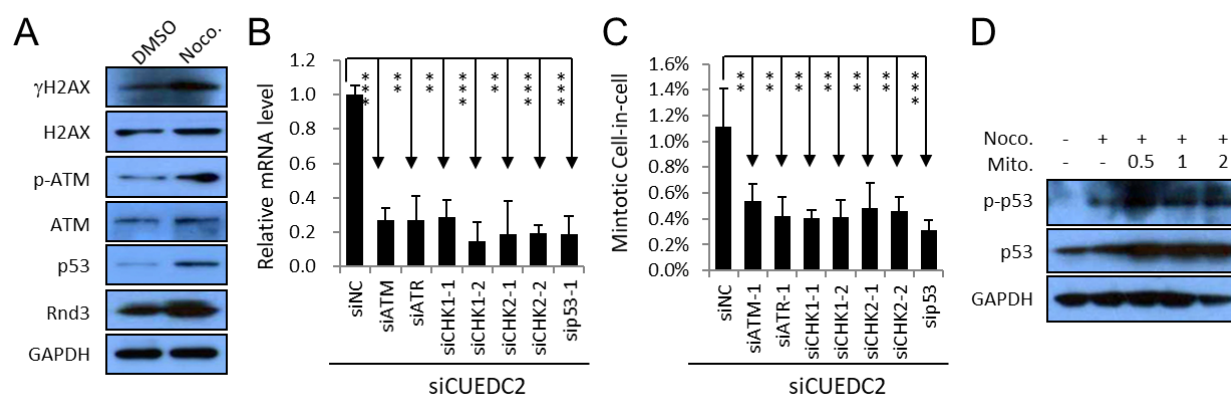 A
DMSO
Noco.
γH2AX
H2AX
p-ATM
ATM
p53
Rnd3
GAPDH
B
Relative mRNA level
1.2
1.0
0.8
0.6
0.4
0.2
0.0
*** ** ** *** ** *** ***
siNC
siATM
siATR
siCHK1-1
siCHK1-2
siCHK2-1
siCHK2-2
sip53-1
siCUEDC2
C
Mintotic Cell-in-cell
1.6%
1.4%
1.2%
1.0%
0.8%
0.6%
0.4%
0.2%
0.0%
** ** ** ** ** ** ***
siNC
siATM-1
siATR-1
siCHK1-1
siCHK1-2
siCHK2-1
siCHK2-2
sip53
siCUEDC2
D
Noco. - + + + +
Mito. - - 0.5 1 2
p-p53
p53
GAPDH